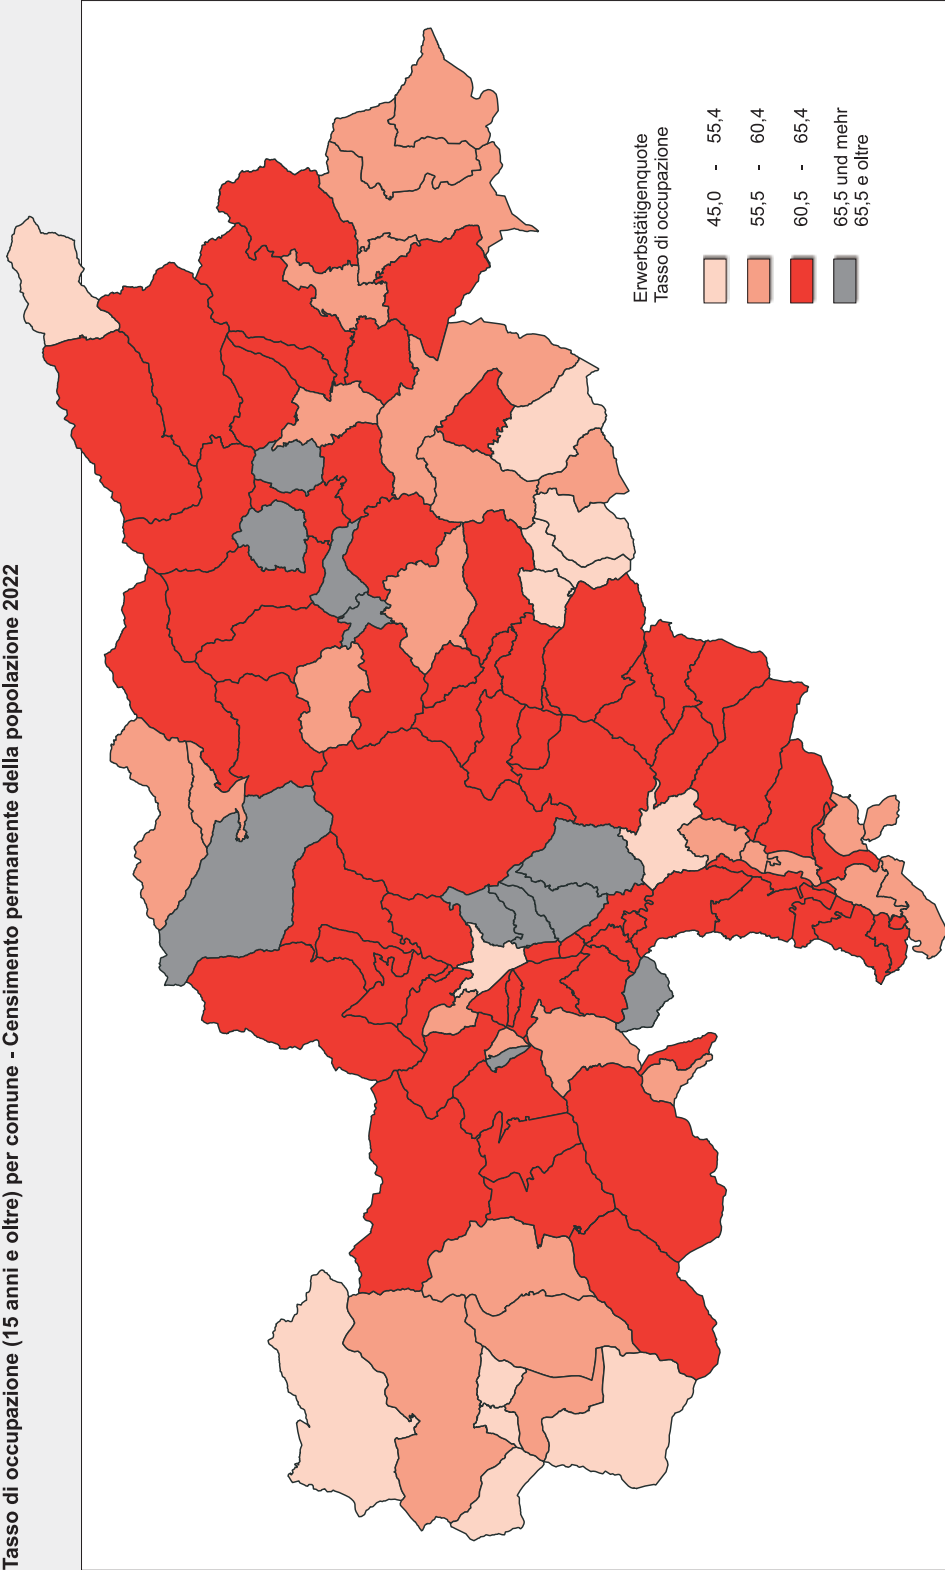 Tasso di occupazione (15 anni e oltre) per comune - Censimento permanente della popolazione 2022
Erwerbstätigenquote
Tasso di occupazione
45,0 - 55,4
55,5 - 60,4
60,5 - 65,4
65,5 und mehr
65,5 e oltre